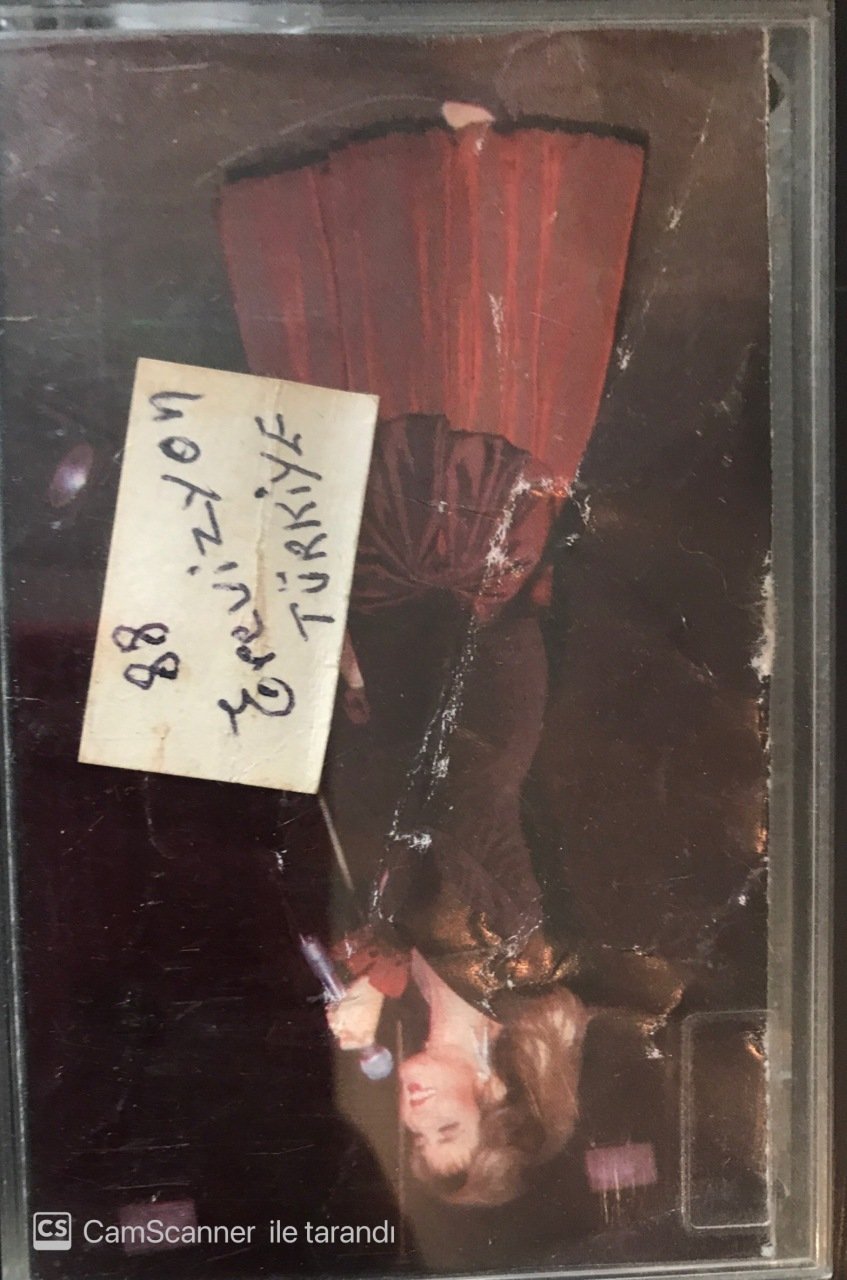 88
Eurovizyon
TÜRKİYE
CS CamScanner ile tarandı